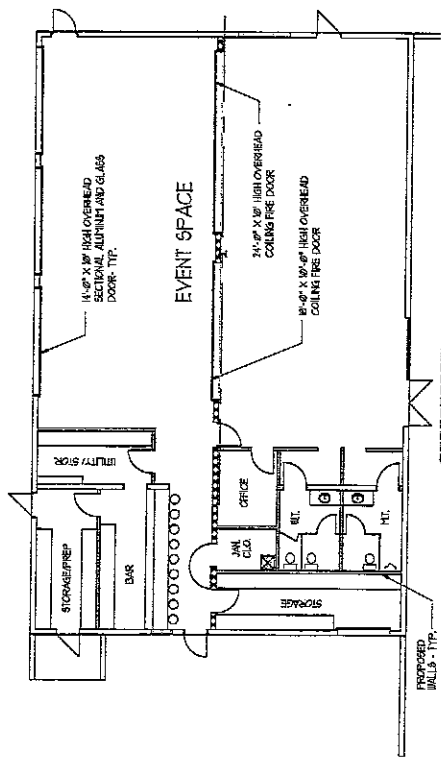 14'-0" X 10' HIGH OVERHEAD
SECTIONAL ALUMINUM AND GLASS
DOOR- TYP.
EVENT SPACE
24'-0" X 10' HIGH OVERHEAD
COILING FIRE DOOR
10'-0" HIGH OVERHEAD
COILING FIRE DOOR
UTILITY/ STOR.
STORAGE/PREP
BAR
OFFICE
JAN.
CLO.
STORAGE
W.T.
M.T.
PROPOSED
WALLS - TYP.